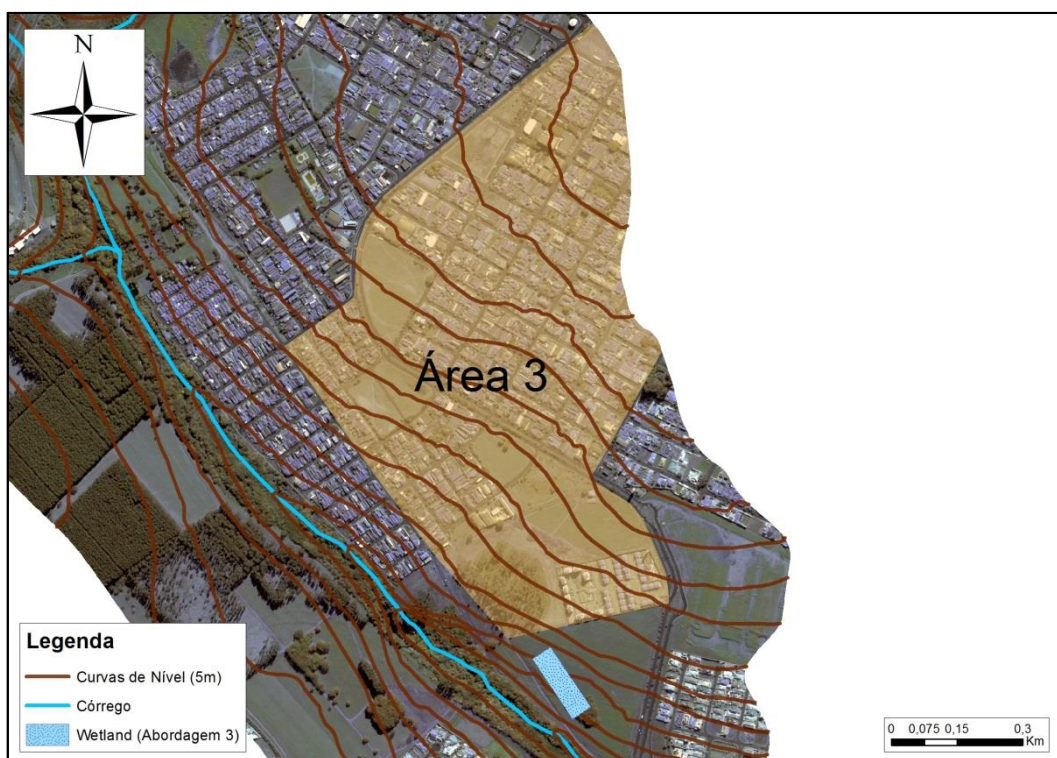 N
Área 3
Legenda
Curvas de Nível (5m)
Córrego
Wetland (Abordagem 3)
0 0,075 0,15 0,3
Km